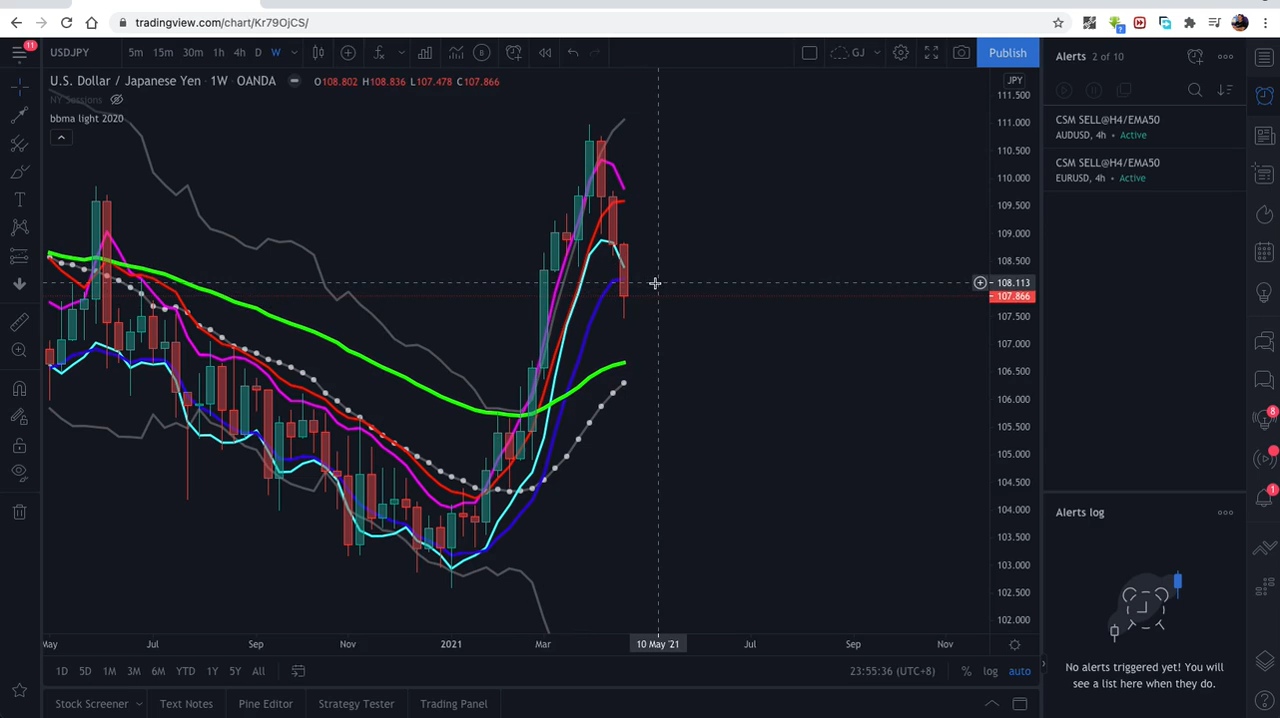 tradingview.com/chart/Kr79OjCS/
11
USDJPY 5m 15m 30m 1h 4h D W GJ Publish
U.S. Dollar / Japanese Yen · 1W · OANDA O108.802 H108.836 L107.478 C107.866
NY Sessions
bbma light 2020
JPY
111.500
111.000
110.500
110.000
109.500
109.000
108.500
108.113
107.866
107.500
107.000
106.500
106.000
105.500
105.000
104.500
104.000
103.500
103.000
102.500
102.000
May Jul Sep Nov 2021 Mar 10 May '21 Jul Sep Nov
1D 5D 1M 3M 6M YTD 1Y 5Y All 23:55:36 (UTC+8) % log auto
Stock Screener Text Notes Pine Editor Strategy Tester Trading Panel
Alerts 2 of 10
CSM SELL@H4/EMA50
AUDUSD, 4h • Active
CSM SELL@H4/EMA50
EURUSD, 4h • Active
Alerts log
No alerts triggered yet! You will
see a list here when they do.
8
1